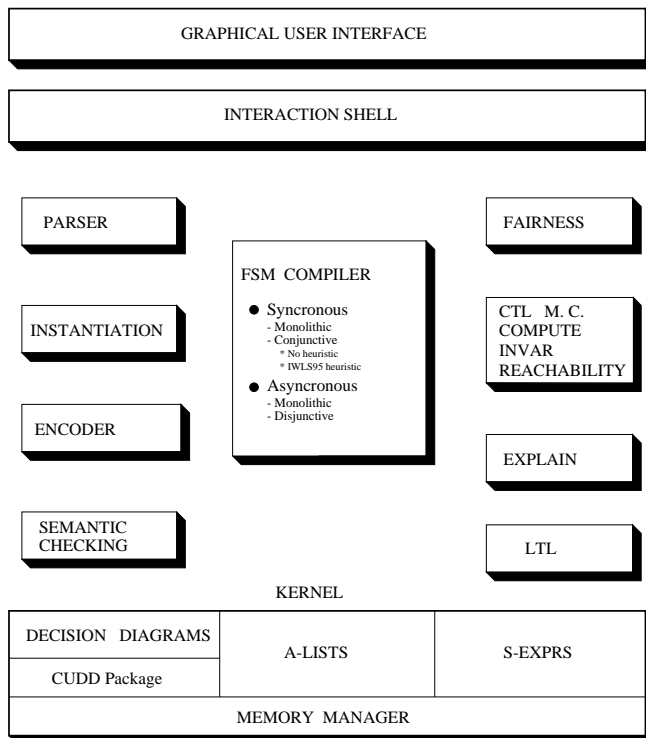 GRAPHICAL USER INTERFACE
INTERACTION SHELL
PARSER
INSTANTIATION
ENCODER
SEMANTIC
CHECKING
FSM COMPILER
● Syncronous
- Monolithic
- Conjunctive
* No heuristic
* IWLS95 heuristic
● Asyncronous
- Monolithic
- Disjunctive
FAIRNESS
CTL M. C.
COMPUTE
INVAR
REACHABILITY
EXPLAIN
LTL
KERNEL
DECISION DIAGRAMS
CUDD Package
A-LISTS
S-EXPRS
MEMORY MANAGER